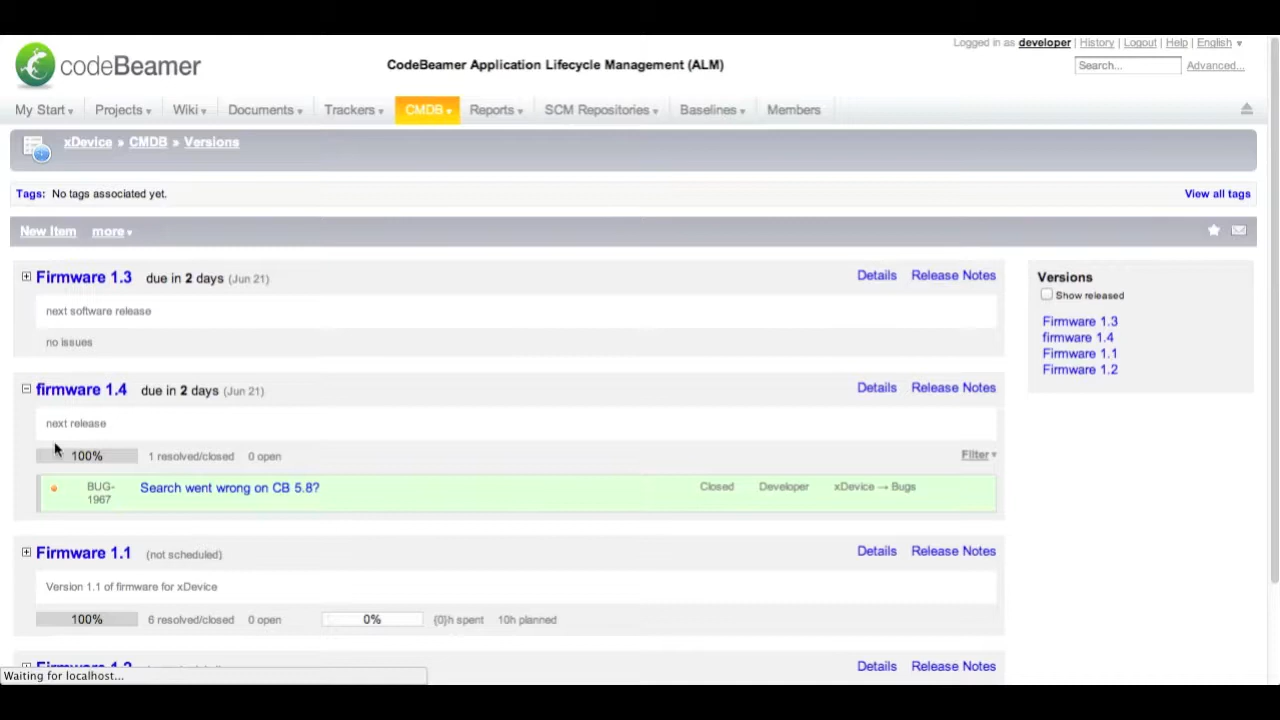 Logged in as developer | History | Logout | Help | English
codeBeamer
CodeBeamer Application Lifecycle Management (ALM)
Search... Advanced...
My Start Projects Wiki Documents Trackers CMDB Reports SCM Repositories Baselines Members
xDevice » CMDB » Versions
Tags: No tags associated yet. View all tags
New Item more
Firmware 1.3 due in 2 days (Jun 21) Details Release Notes
next software release
no issues
firmware 1.4 due in 2 days (Jun 21) Details Release Notes
next release
100% 1 resolved/closed 0 open Filter
BUG-1967 Search went wrong on CB 5.8? Closed Developer xDevice → Bugs
Firmware 1.1 (not scheduled) Details Release Notes
Version 1.1 of firmware for xDevice
100% 6 resolved/closed 0 open 0% {0}h spent 10h planned
Firmware 1.2 Details Release Notes
Waiting for localhost...
Versions
Show released
Firmware 1.3
firmware 1.4
Firmware 1.1
Firmware 1.2